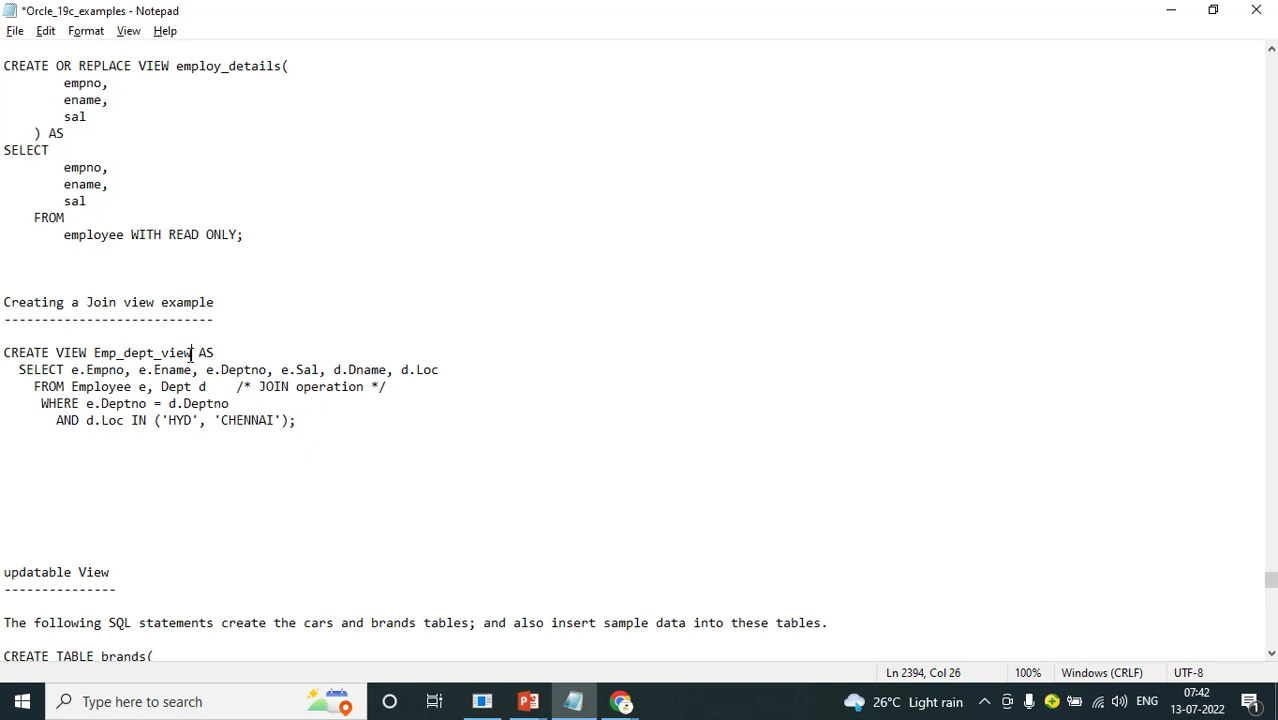 *Orcle_19c_examples - Notepad
File Edit Format View Help
CREATE OR REPLACE VIEW employ_details(
empno,
ename,
sal
) AS
SELECT
empno,
ename,
sal
FROM
employee WITH READ ONLY;
Creating a Join view example
----------------------------
CREATE VIEW Emp_dept_view AS
SELECT e.Empno, e.Ename, e.Deptno, e.Sal, d.Dname, d.Loc
FROM Employee e, Dept d /* JOIN operation */
WHERE e.Deptno = d.Deptno
AND d.Loc IN ('HYD', 'CHENNAI');
updatable View
---------------
The following SQL statements create the cars and brands tables; and also insert sample data into these tables.
CREATE TABLE brands(
Ln 2394, Col 26 100% Windows (CRLF) UTF-8
Type here to search 26°C Light rain ENG 07:42
13-07-2022 1